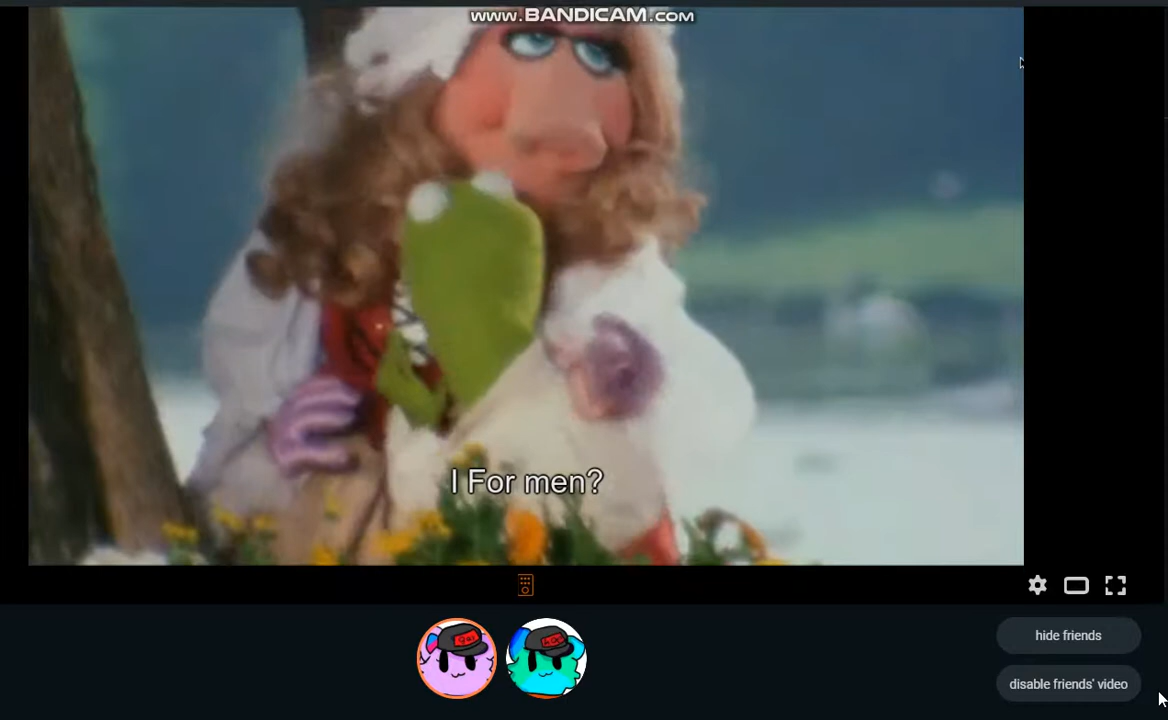 WWW.BANDICAM.COM
I For men?
hide friends
disable friends' video